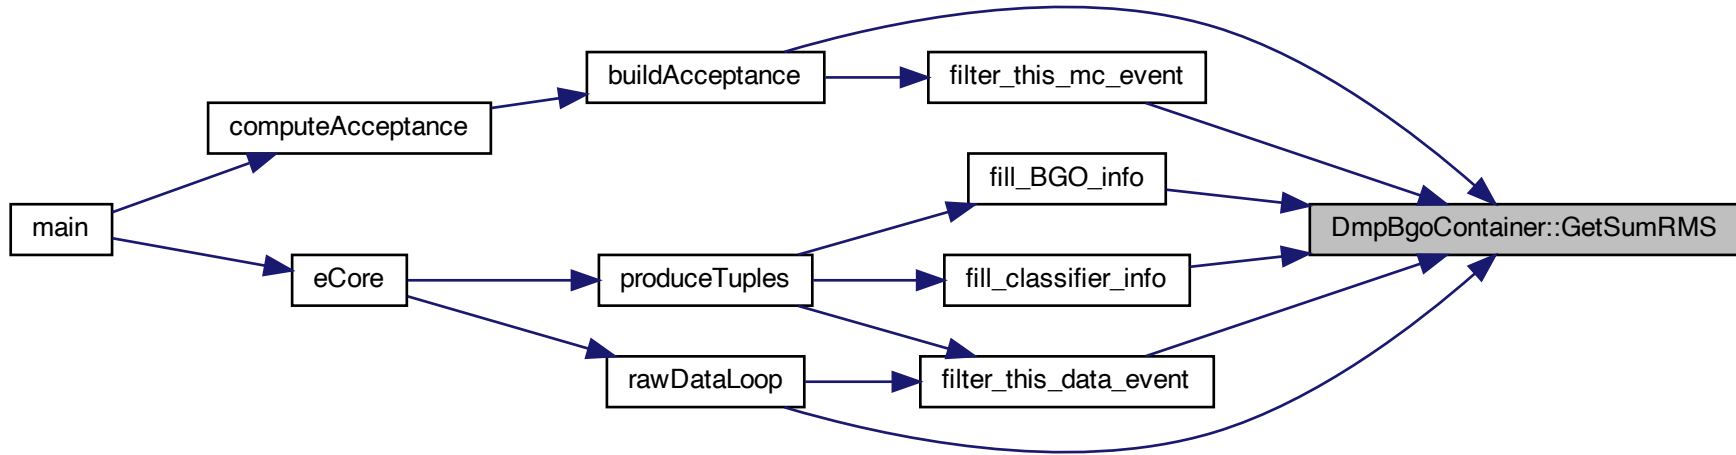 buildAcceptance
filter_this_mc_event
computeAcceptance
fill_BGO_info
main
DmpBgoContainer::GetSumRMS
eCore
produceTuples
fill_classifier_info
rawDataLoop
filter_this_data_event